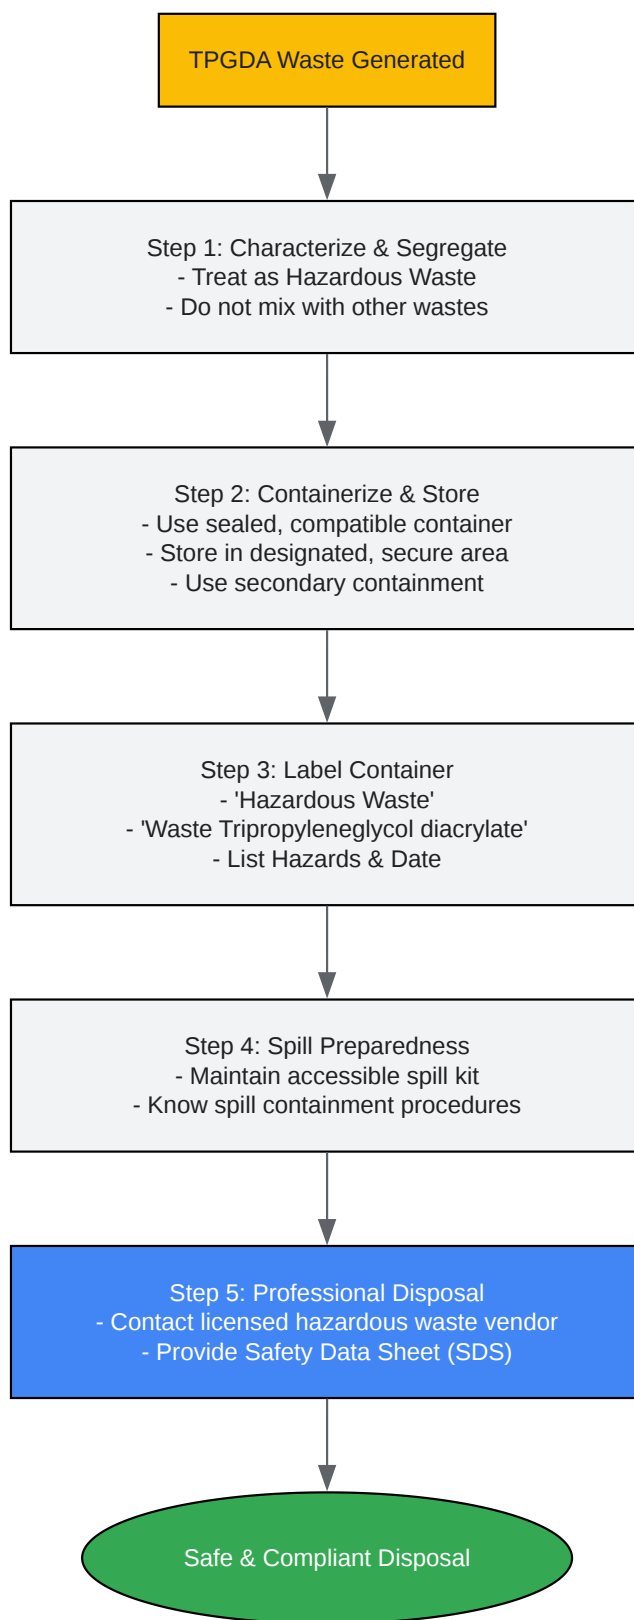 TPGDA Waste Generated
Step 1: Characterize & Segregate
- Treat as Hazardous Waste
- Do not mix with other wastes
Step 2: Containerize & Store
- Use sealed, compatible container
- Store in designated, secure area
- Use secondary containment
Step 3: Label Container
- 'Hazardous Waste'
- 'Waste Tripropyleneglycol diacrylate'
- List Hazards & Date
Step 4: Spill Preparedness
- Maintain accessible spill kit
- Know spill containment procedures
Step 5: Professional Disposal
- Contact licensed hazardous waste vendor
- Provide Safety Data Sheet (SDS)
Safe & Compliant Disposal